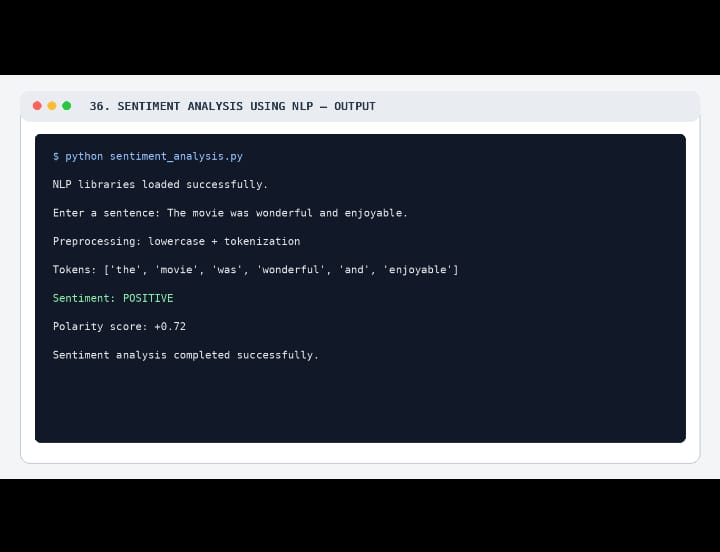 36. SENTIMENT ANALYSIS USING NLP — OUTPUT
$ python sentiment_analysis.py
NLP libraries loaded successfully.
Enter a sentence: The movie was wonderful and enjoyable.
Preprocessing: lowercase + tokenization
Tokens: ['the', 'movie', 'was', 'wonderful', 'and', 'enjoyable']
Sentiment: POSITIVE
Polarity score: +0.72
Sentiment analysis completed successfully.